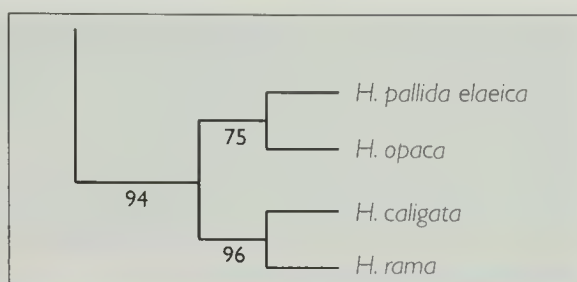 H. pallida elaeica
75
H. opaca
94
H. caligata
96
H. rama